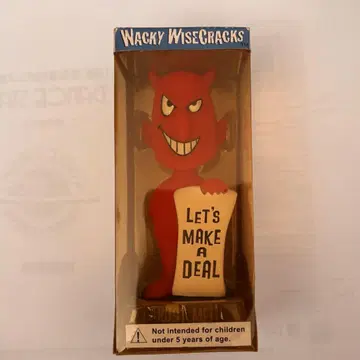 WACKY WISECRACKS
LET'S
MAKE
A
DEAL
Not intended for children
under 5 years of age.